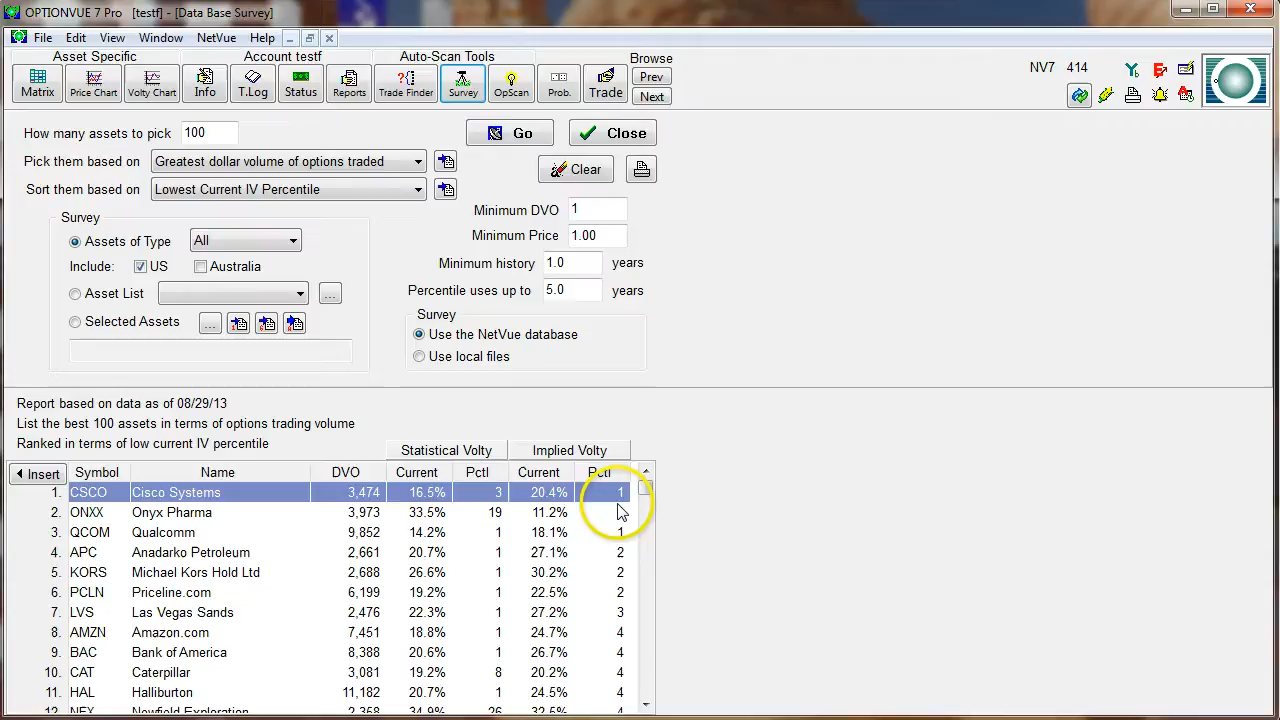 OPTIONVUE 7 Pro [testf] - [Data Base Survey]
File Edit View Window NetVue Help
Asset Specific Account testf Auto-Scan Tools Browse
Matrix Price Chart Volty Chart Info T.Log Status Reports Trade Finder Survey OpScan Prob. Trade Prev Next
NV7 414
How many assets to pick 100 Go Close
Pick them based on Greatest dollar volume of options traded Clear
Sort them based on Lowest Current IV Percentile
Minimum DVO 1
Minimum Price 1.00
Minimum history 1.0 years
Percentile uses up to 5.0 years
Survey
Assets of Type All
Include: US Australia
Asset List ...
Selected Assets ...
Survey
Use the NetVue database
Use local files
Report based on data as of 08/29/13
List the best 100 assets in terms of options trading volume
Ranked in terms of low current IV percentile
Statistical Volty Implied Volty
Insert Symbol Name DVO Current Pctl Current Pctl
1. CSCO Cisco Systems 3,474 16.5% 3 20.4% 1
2. ONXX Onyx Pharma 3,973 33.5% 19 11.2%
3. QCOM Qualcomm 9,852 14.2% 1 18.1% 1
4. APC Anadarko Petroleum 2,661 20.7% 1 27.1% 2
5. KORS Michael Kors Hold Ltd 2,688 26.6% 1 30.2% 2
6. PCLN Priceline.com 6,199 19.2% 1 22.5% 2
7. LVS Las Vegas Sands 2,476 22.3% 1 27.2% 3
8. AMZN Amazon.com 7,451 18.8% 1 24.7% 4
9. BAC Bank of America 8,388 20.6% 1 26.7% 4
10. CAT Caterpillar 3,081 19.2% 8 20.2% 4
11. HAL Halliburton 11,182 20.7% 1 24.5% 4
12. NFX Newfield Exploration 2,368 34.9% 26 32.5% 4